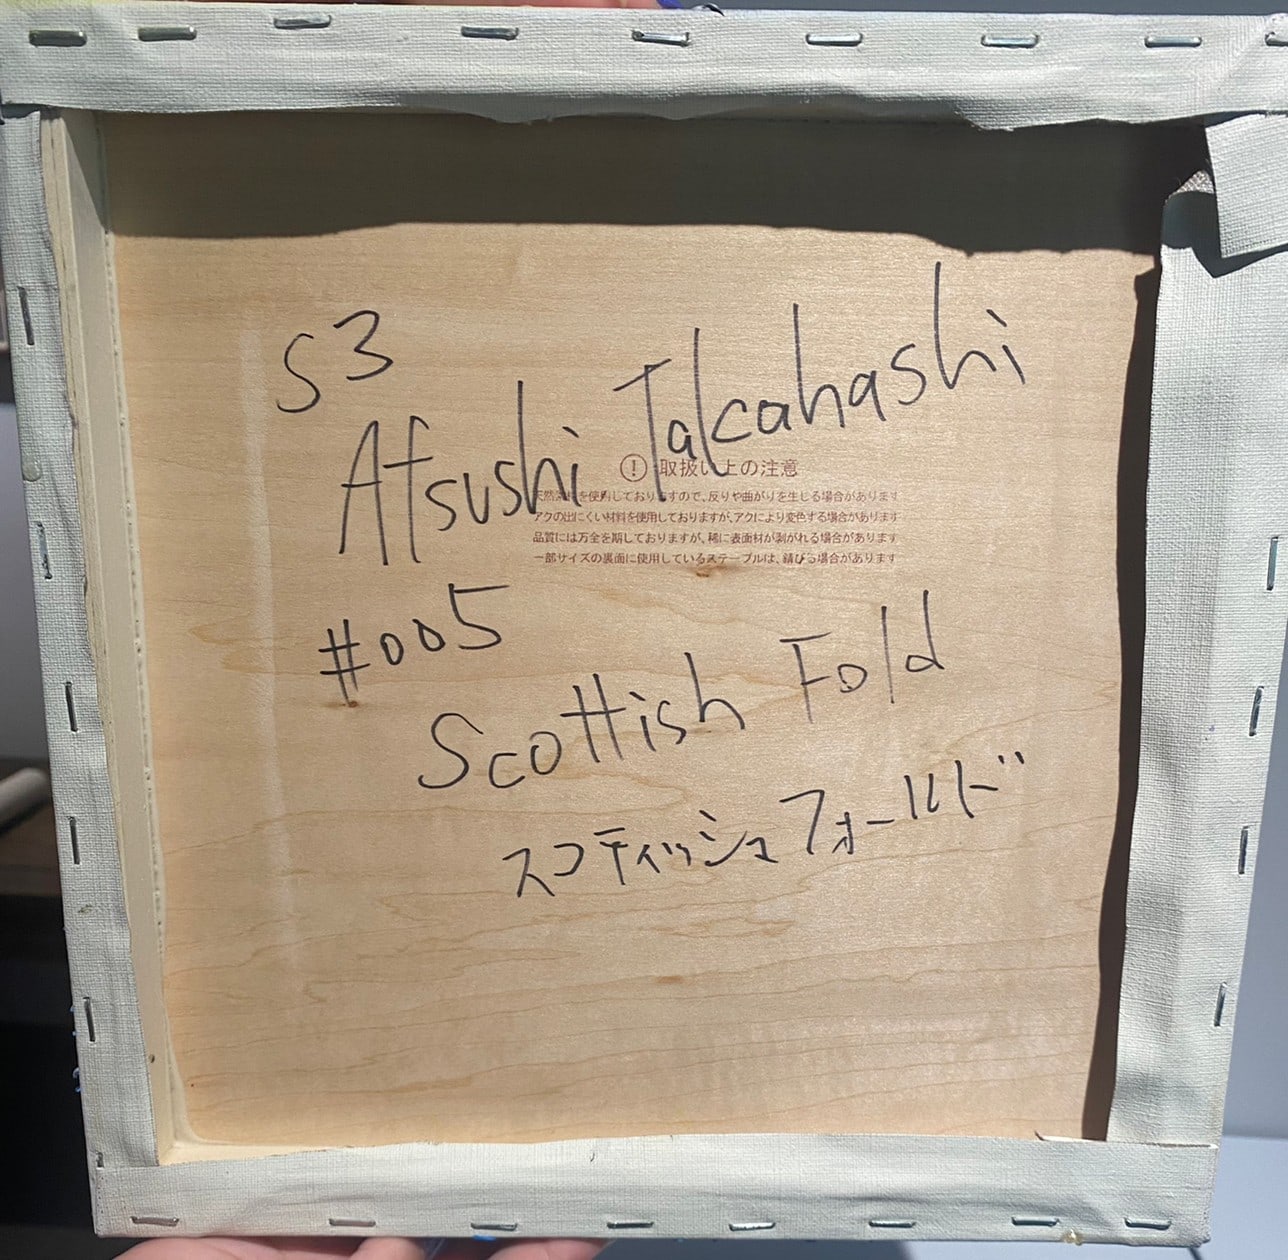 S3
Atsushi Takahashi
取扱い上の注意
天然素材を使用しておりますので、反りや曲がりを生じる場合があります
アクの出にくい材料を使用しておりますが、アクにより変色する場合があります
品質には万全を期しておりますが、稀に表面材が剥がれる場合があります
一部サイズの裏面に使用しているステープルは、錆びる場合があります
#005
Scottish Fold
スコティッシュフォールド